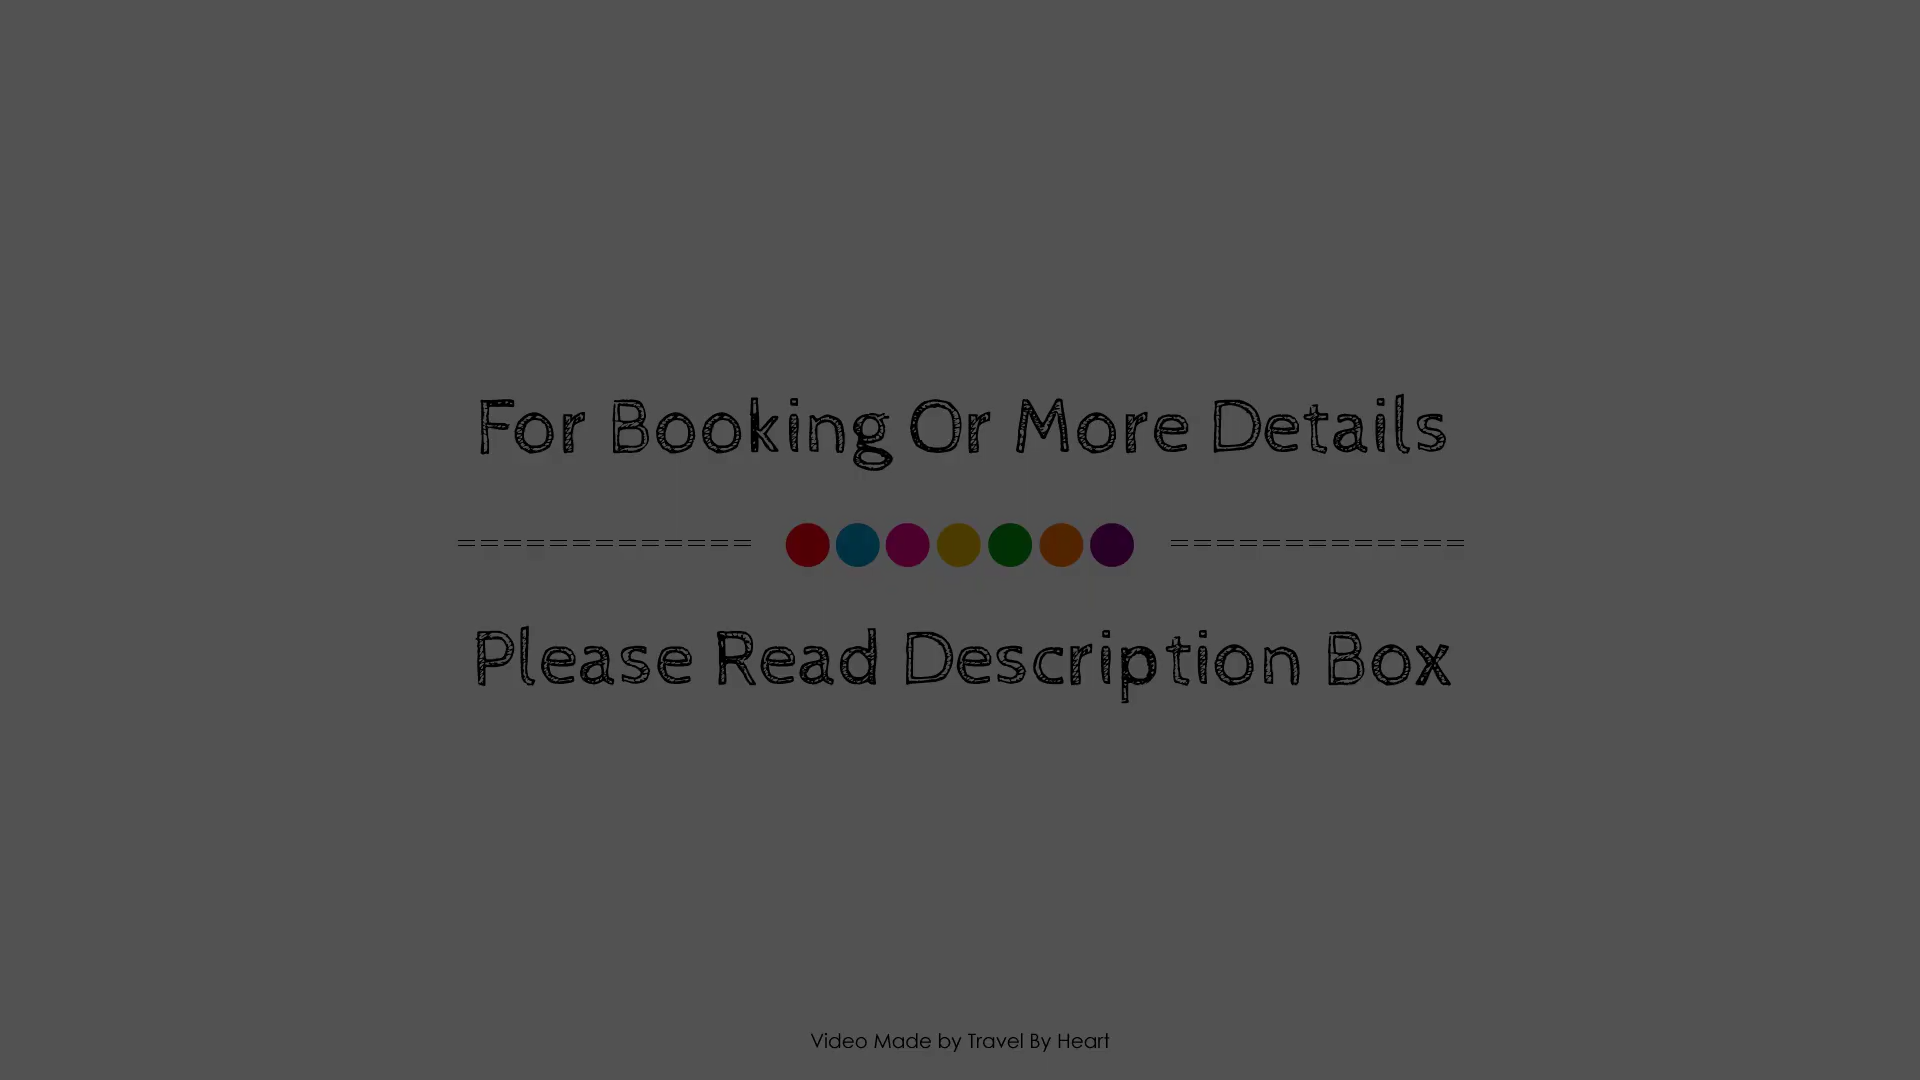 For Booking Or More Details
============= =============
Please Read Description Box
Video Made by Travel By Heart